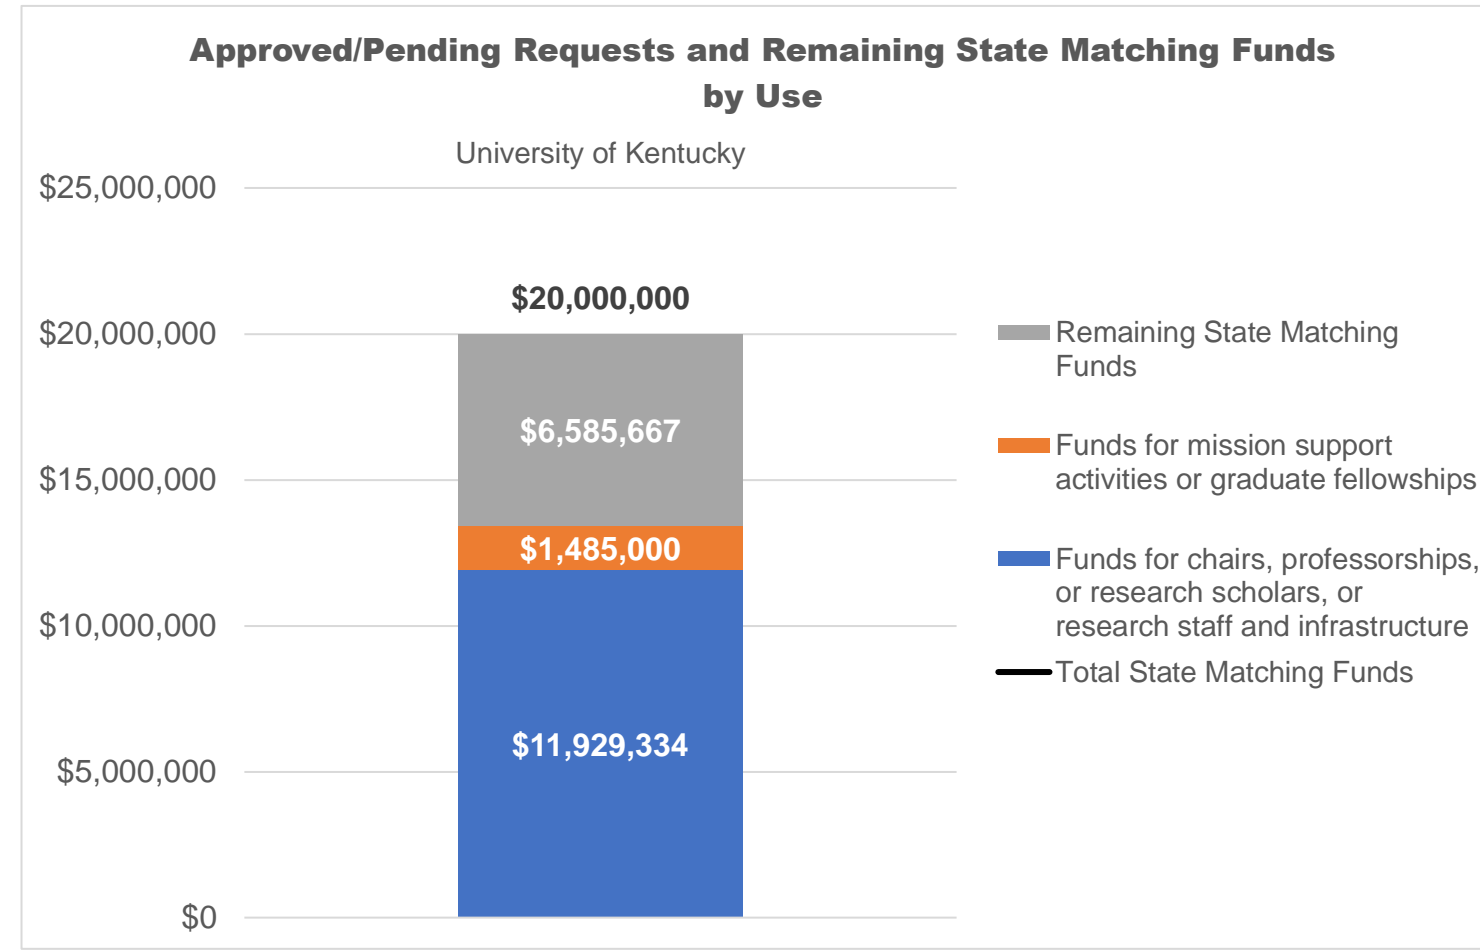 Approved/Pending Requests and Remaining State Matching Funds
by Use
University of Kentucky
$25,000,000
$20,000,000
$15,000,000
$10,000,000
$5,000,000
$0
$20,000,000
$6,585,667
$1,485,000
$11,929,334
Remaining State Matching
Funds
Funds for mission support
activities or graduate fellowships
Funds for chairs, professorships,
or research scholars, or
research staff and infrastructure
Total State Matching Funds